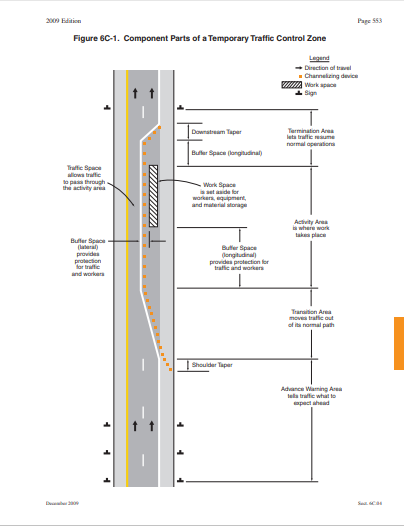 2009 Edition
Page 553
Figure 6C-1. Component Parts of a Temporary Traffic Control Zone
Legend
Direction of travel
Channelizing device
Work space
Sign
Downstream Taper
Termination Area
lets traffic resume
normal operations
Buffer Space (longitudinal)
Traffic Space
allows traffic
to pass through
the activity area
Work Space
is set aside for
workers, equipment,
and material storage
Activity Area
is where work
takes place
Buffer Space
(lateral)
provides
protection
for traffic
and workers
Buffer Space
(longitudinal)
provides protection for
traffic and workers
Transition Area
moves traffic out
of its normal path
Shoulder Taper
Advance Warning Area
tells traffic what to
expect ahead
December 2009
Sect. 6C.04